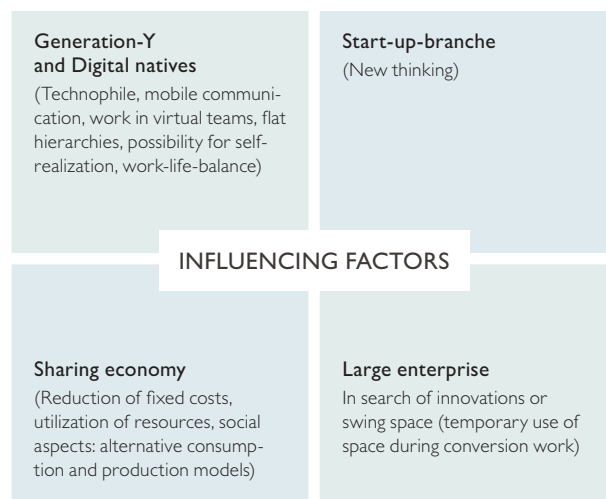 Generation-Y
and Digital natives
(Technophile, mobile communi-
cation, work in virtual teams, flat
hierarchies, possibility for self-
realization, work-life-balance)
Start-up-branche
(New thinking)
INFLUENCING FACTORS
Sharing economy
(Reduction of fixed costs,
utilization of resources, social
aspects: alternative consump-
tion and production models)
Large enterprise
In search of innovations or
swing space (temporary use of
space during conversion work)